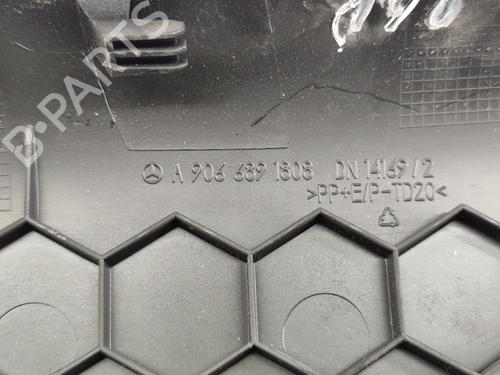 B-PARTS
A 906 689 1808 DN 14169/2
>PP+E/P-TD20<